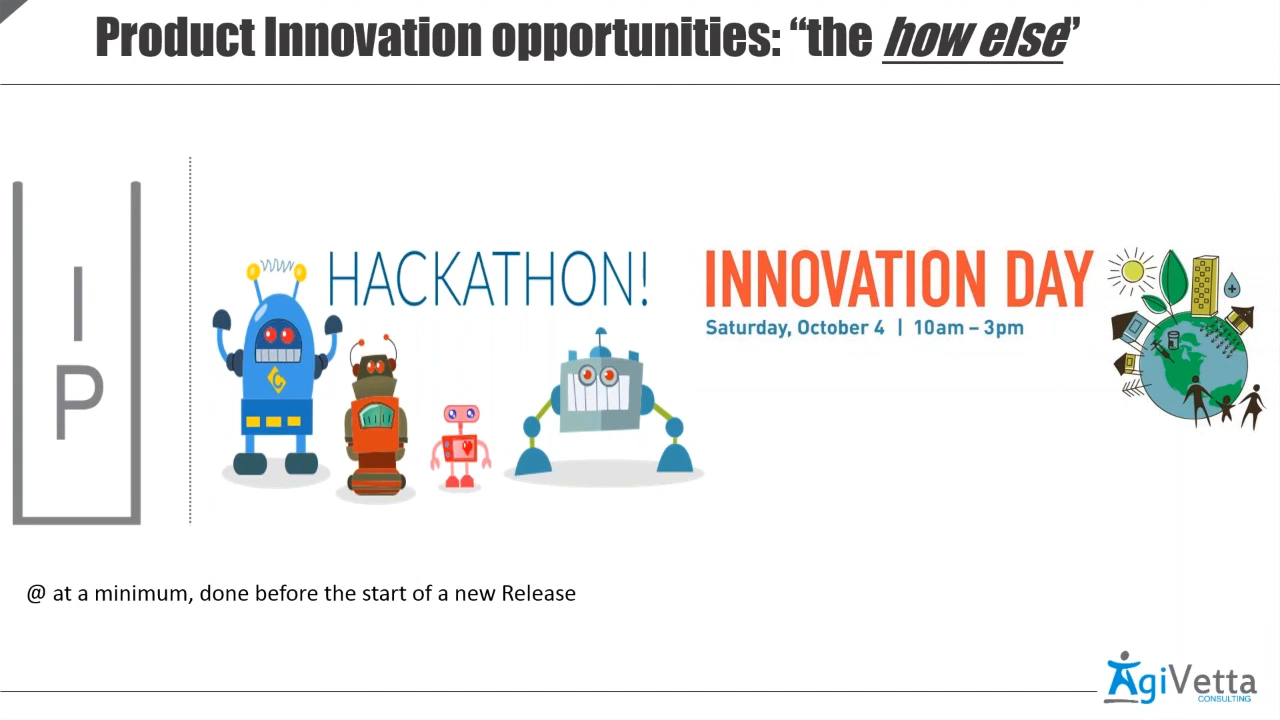 Product Innovation opportunities: “the how else’
I
P
HACKATHON!
INNOVATION DAY
Saturday, October 4 | 10am – 3pm
@ at a minimum, done before the start of a new Release
AgiVetta
CONSULTING